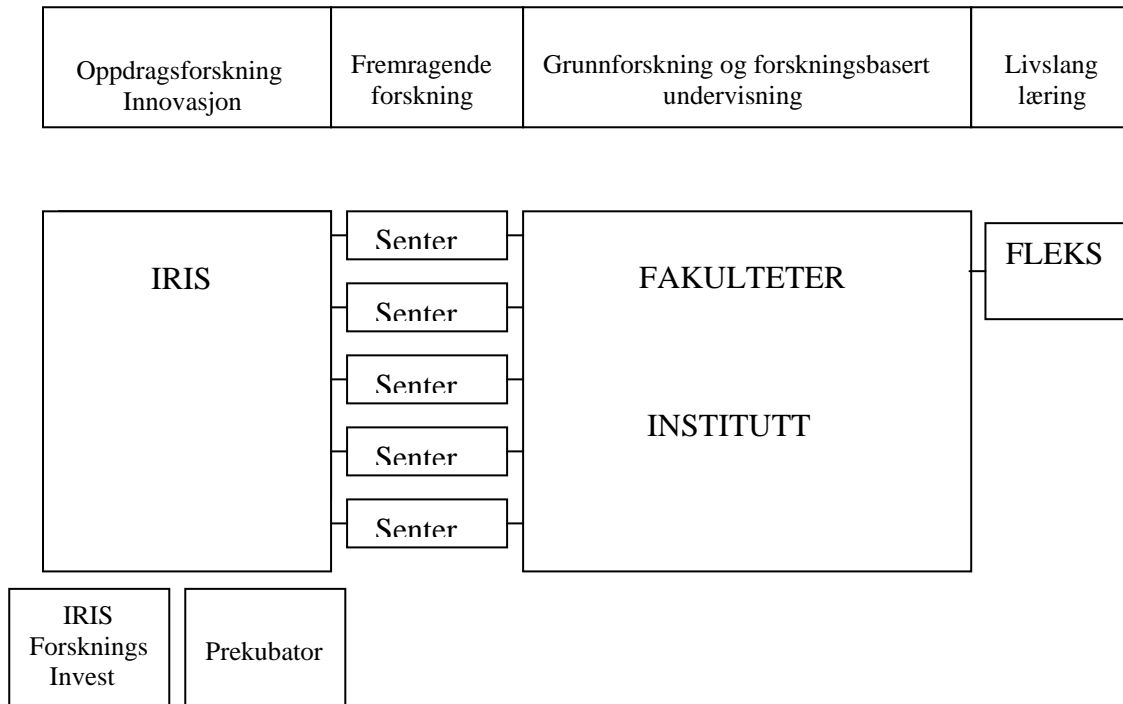 Oppdragsforskning
Innovasjon
Fremragende
forskning
Grunnforskning og forskningsbasert
undervisning
Livslang
læring
IRIS
Senter
Senter
Senter
Senter
Senter
FAKULTETER
INSTITUTT
FLEKS
IRIS
Forsknings
Invest
Prekubator